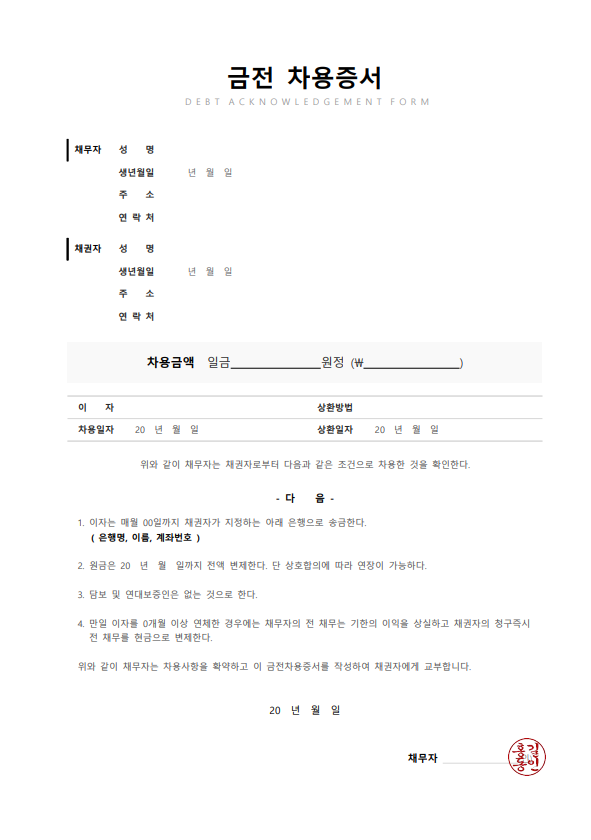 금전 차용증서
DEBT ACKNOWLEDGEMENT FORM
채무자 성 명
생년월일 년 월 일
주 소
연 락 처
채권자 성 명
생년월일 년 월 일
주 소
연 락 처
차용금액 일금____________원정 (₩____________)
이 자 상환방법
차용일자 20 년 월 일 상환일자 20 년 월 일
위와 같이 채무자는 채권자로부터 다음과 같은 조건으로 차용한 것을 확인한다.
- 다 음 -
1. 이자는 매월 00일까지 채권자가 지정하는 아래 은행으로 송금한다.
( 은행명, 이름, 계좌번호 )
2. 원금은 20 년 월 일까지 전액 변제한다. 단 상호합의에 따라 연장이 가능하다.
3. 담보 및 연대보증인은 없는 것으로 한다.
4. 만일 이자를 0개월 이상 연체한 경우에는 채무자의 전 채무는 기한의 이익을 상실하고 채권자의 청구즉시
전 채무를 현금으로 변제한다.
위와 같이 채무자는 차용사항을 확약하고 이 금전차용증서를 작성하여 채권자에게 교부합니다.
20 년 월 일
채무자 ____________
홍길
동인